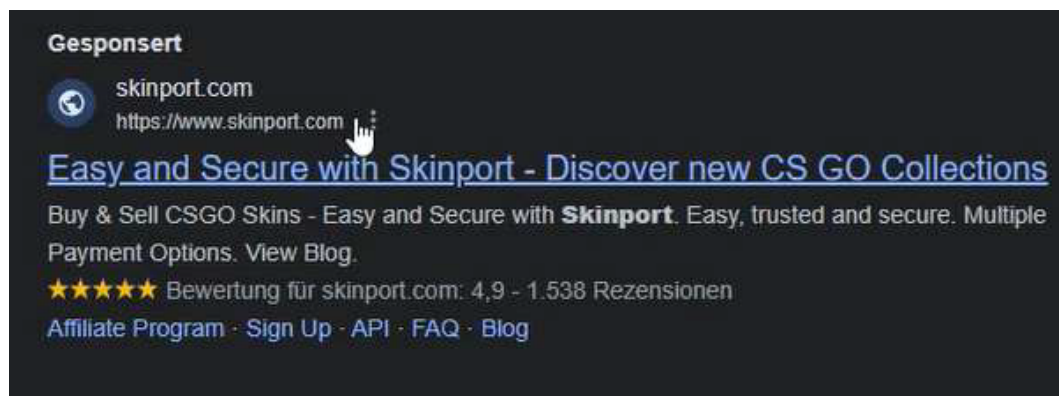 Gesponsert
skinport.com
https://www.skinport.com
Easy and Secure with Skinport - Discover new CS GO Collections
Buy & Sell CSGO Skins - Easy and Secure with Skinport. Easy, trusted and secure. Multiple
Payment Options. View Blog.
★★★★★ Bewertung für skinport.com: 4,9 - 1.538 Rezensionen
Affiliate Program · Sign Up · API · FAQ · Blog